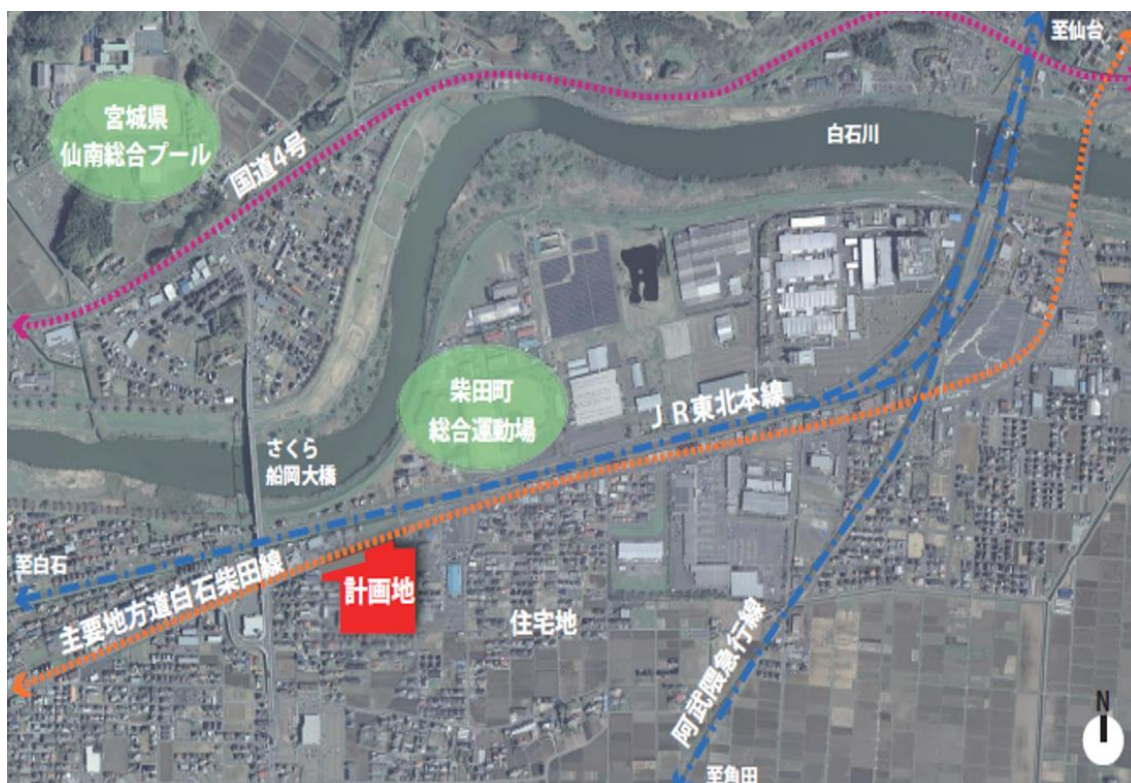 至仙台
宮城県
仙南総合プール
国道4号
白石川
柴田町
総合運動場
JR東北本線
さくら
船岡大橋
至白石
主要地方道白石柴田線
計画地
住宅地
阿武隈急行線
至角田
N